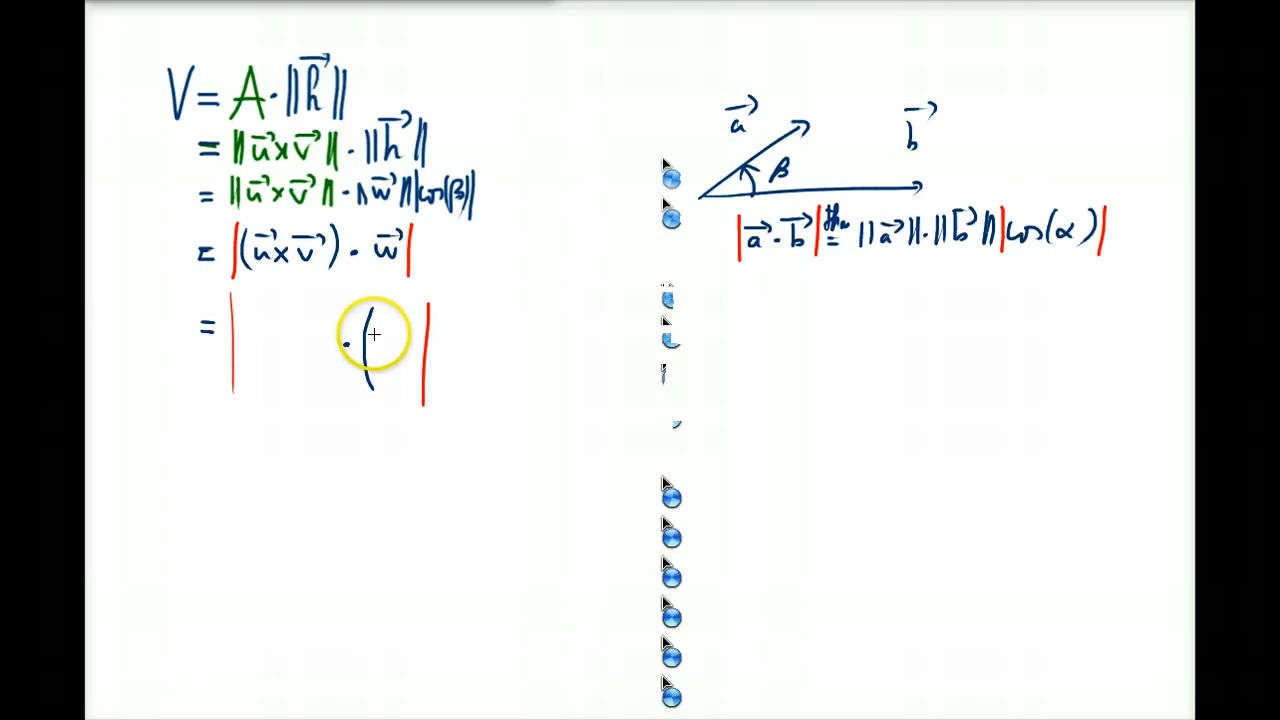 V = A · ||h⃗||
= ||u⃗ × v⃗|| · ||h⃗||
= ||u⃗ × v⃗|| · ||w⃗|| |cos(β)|
= |(u⃗ × v⃗) · w⃗|
= | · ( |
a⃗ b⃗
β
|a⃗ · b⃗| = ||a⃗|| · ||b⃗|| |cos(α)|